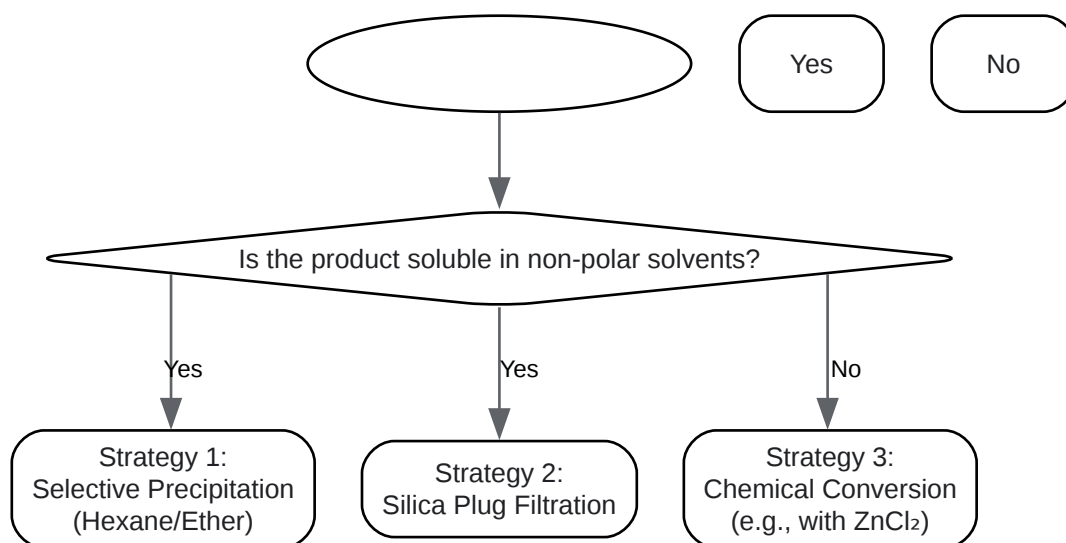 Yes
No
Is the product soluble in non-polar solvents?
Yes
Yes
No
Strategy 1:
Selective Precipitation
(Hexane/Ether)
Strategy 2:
Silica Plug Filtration
Strategy 3:
Chemical Conversion
(e.g., with ZnCl₂)